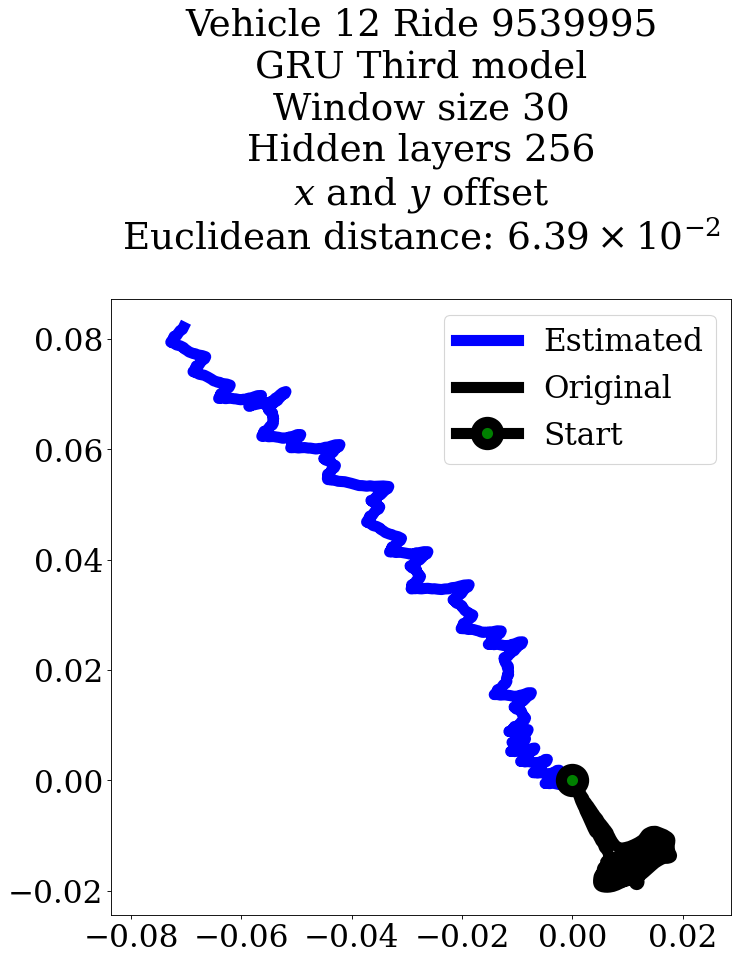 Vehicle 12 Ride 9539995
GRU Third model
Window size 30
Hidden layers 256
x and y offset
Euclidean distance: 6.39 × 10⁻²
Estimated
Original
Start
0.08
0.06
0.04
0.02
0.00
−0.02
−0.08 −0.06 −0.04 −0.02 0.00 0.02